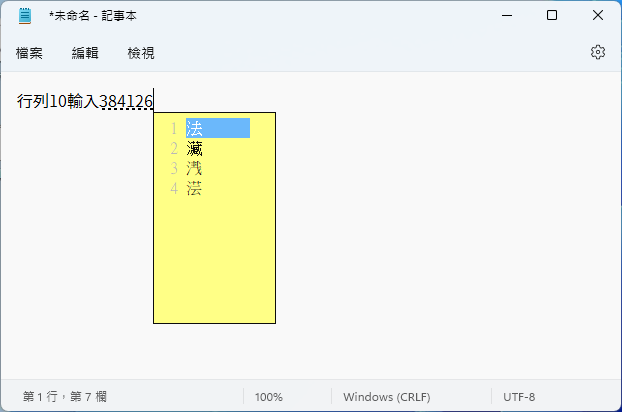 *未命名 - 記事本
檔案 編輯 檢視
行列10輸入384126
1 法
2 灋
3 㳒
4 浾
第 1 行，第 7 欄 100% Windows (CRLF) UTF-8